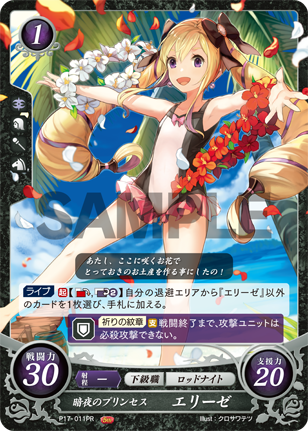 1
SAMPLE
あたし、ここに咲くお花で
とっておきのお土産を作る事にしたの!
ライブ 起 自分の退避エリアから『エリーゼ』以外
のカードを1枚選び、手札に加える。
祈りの紋章 支 戦闘終了まで、攻撃ユニットは
必殺攻撃できない。
戦闘力
30
射程
一
下級職
ロッドナイト
支援力
20
暗夜のプリンセス エリーゼ
P17-011PR
Illust:クロサワテツ